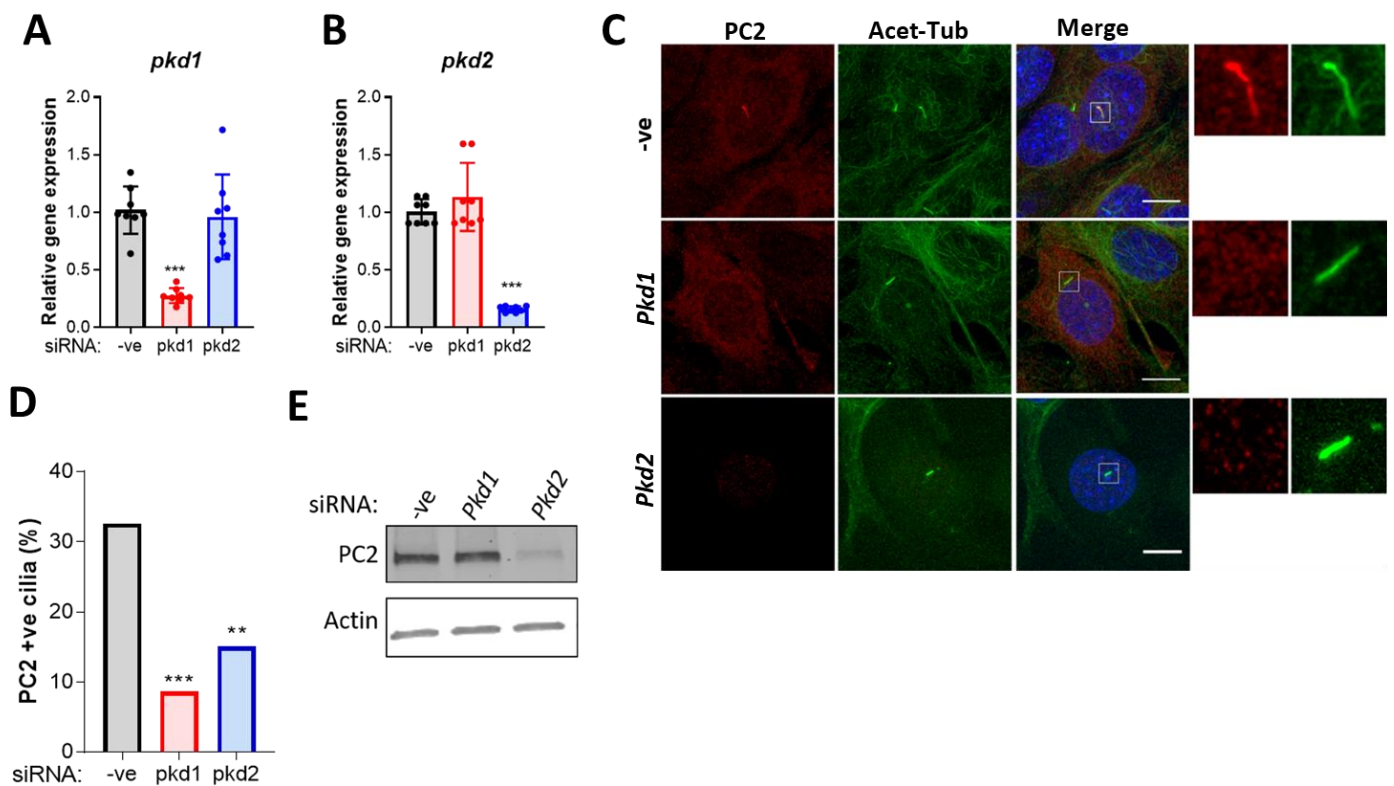 A
pkd1
Relative gene expression
2.0
1.5
1.0
0.5
0.0
***
siRNA: -ve pkd1 pkd2
B
pkd2
Relative gene expression
2.0
1.5
1.0
0.5
0.0
***
siRNA: -ve pkd1 pkd2
C
PC2 Acet-Tub Merge
-ve
Pkd1
Pkd2
D
PC2 +ve cilia (%)
40
30
20
10
0
***
**
siRNA: -ve pkd1 pkd2
E
siRNA: -ve Pkd1 Pkd2
PC2
Actin